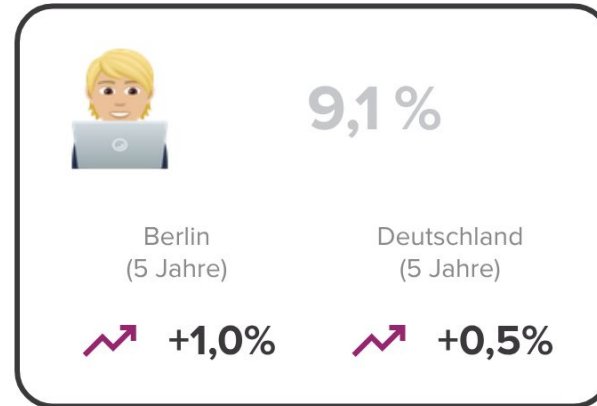 9,1 %
Berlin
(5 Jahre)
Deutschland
(5 Jahre)
+1,0%
+0,5%